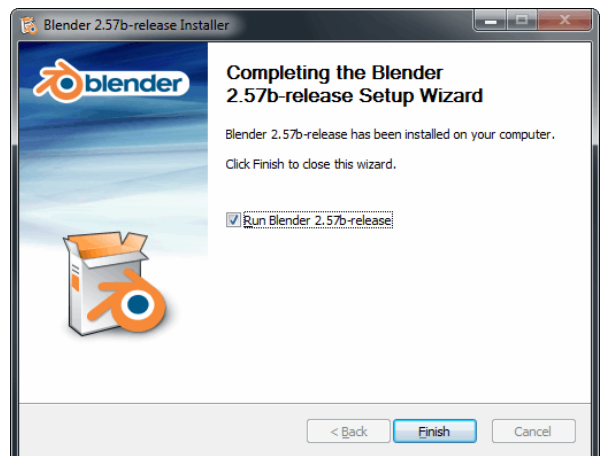 Blender 2.57b-release Installer
blender
Completing the Blender
2.57b-release Setup Wizard
Blender 2.57b-release has been installed on your computer.
Click Finish to close this wizard.
Run Blender 2.57b-release
< Back
Finish
Cancel